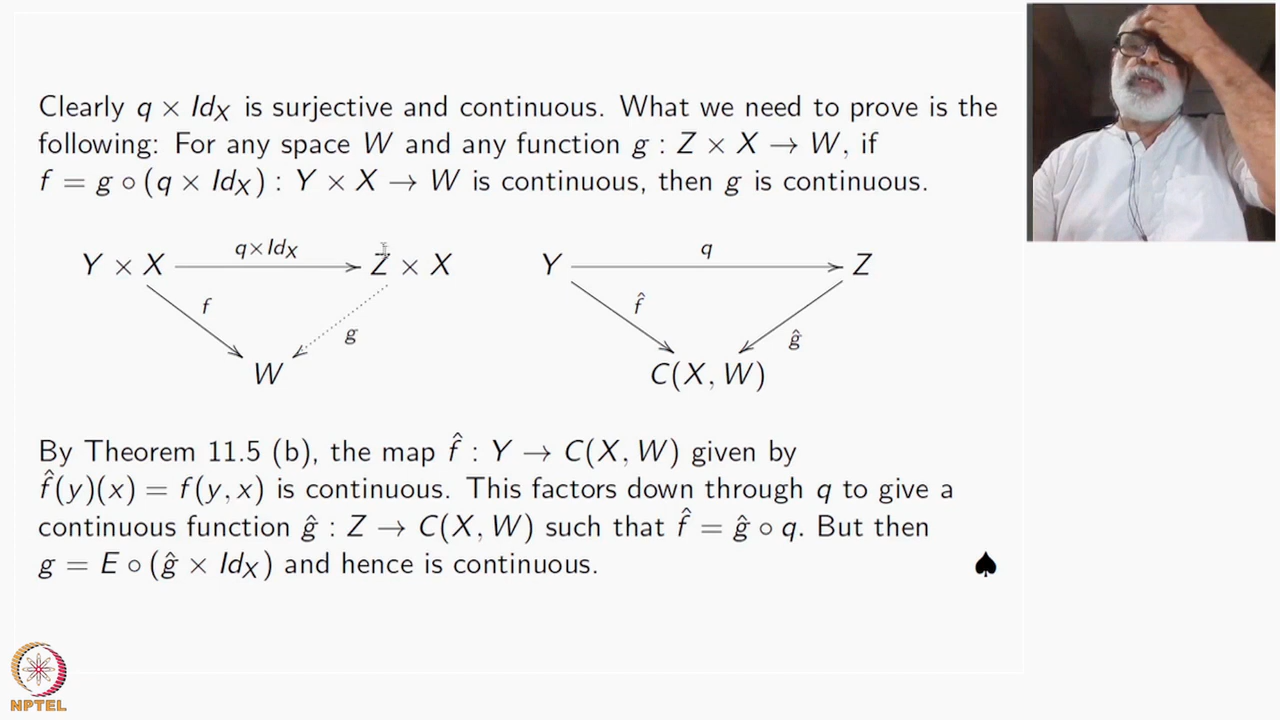 Clearly q × Id_X is surjective and continuous. What we need to prove is the
following: For any space W and any function g : Z × X → W, if
f = g ∘ (q × Id_X) : Y × X → W is continuous, then g is continuous.
Y × X q×Id_X Z × X Y q Z
f g f̂ ĝ
W C(X, W)
By Theorem 11.5 (b), the map f̂ : Y → C(X, W) given by
f̂(y)(x) = f(y, x) is continuous. This factors down through q to give a
continuous function ĝ : Z → C(X, W) such that f̂ = ĝ ∘ q. But then
g = E ∘ (ĝ × Id_X) and hence is continuous. ♠
NPTEL